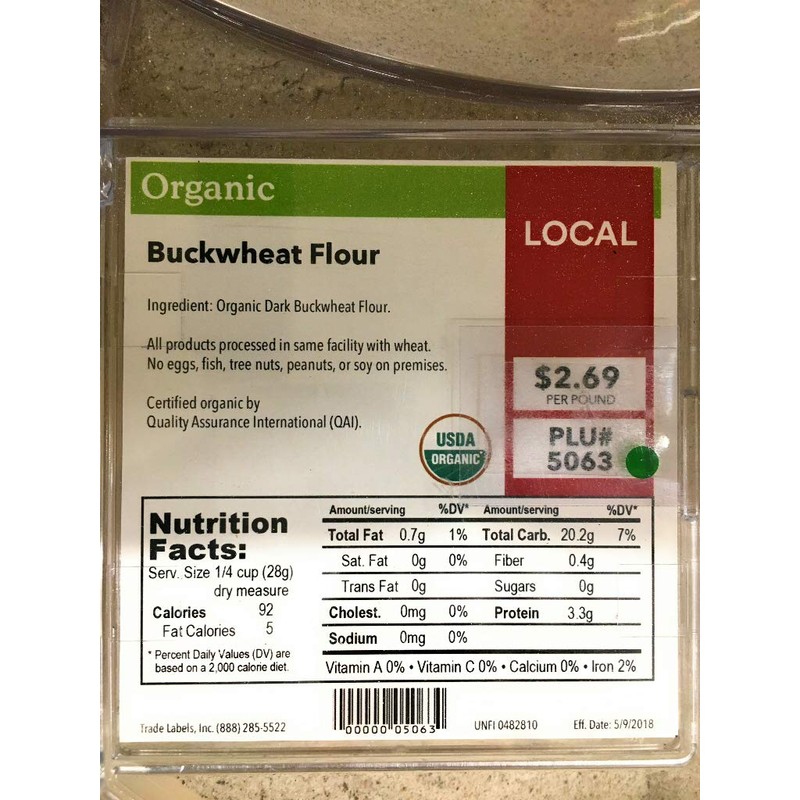 Organic
LOCAL
Buckwheat Flour
Ingredient: Organic Dark Buckwheat Flour.
All products processed in same facility with wheat.
No eggs, fish, tree nuts, peanuts, or soy on premises.
Certified organic by
Quality Assurance International (QAI).
$2.69
PER POUND
PLU#
5063
USDA
ORGANIC
Nutrition
Facts:
Serv. Size 1/4 cup (28g)
dry measure
Calories 92
Fat Calories 5
* Percent Daily Values (DV) are
based on a 2,000 calorie diet.
Amount/serving %DV* Amount/serving %DV*
Total Fat 0.7g 1% Total Carb. 20.2g 7%
Sat. Fat 0g 0% Fiber 0.4g
Trans Fat 0g Sugars 0g
Cholest. 0mg 0% Protein 3.3g
Sodium 0mg 0%
Vitamin A 0% • Vitamin C 0% • Calcium 0% • Iron 2%
Trade Labels, Inc. (888) 285-5522
00000 05063
UNFI 0482810
Eff. Date: 5/9/2018